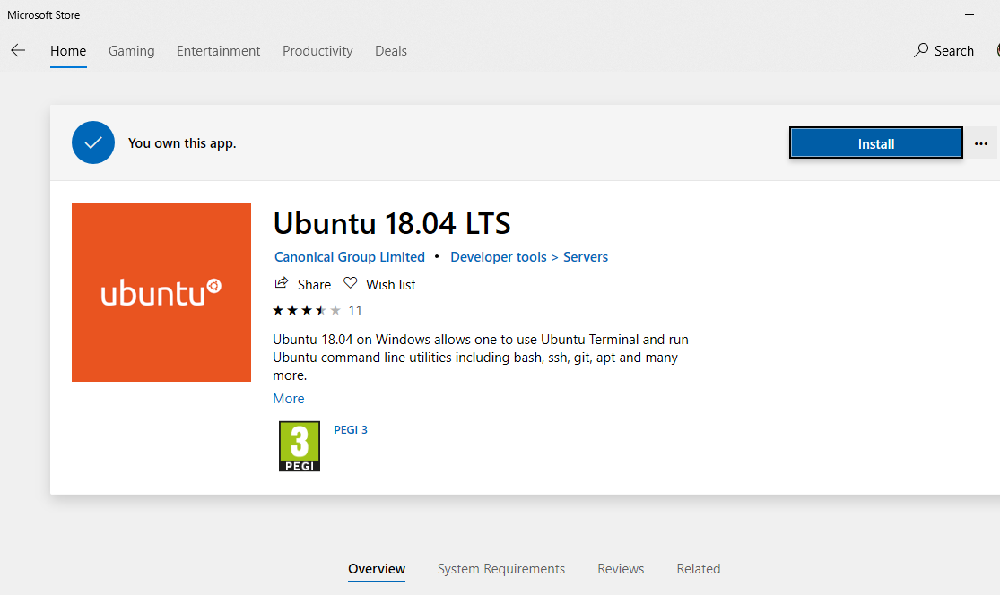 Microsoft Store
Home Gaming Entertainment Productivity Deals Search
You own this app.
Install
ubuntu
Ubuntu 18.04 LTS
Canonical Group Limited • Developer tools > Servers
Share Wish list
11
Ubuntu 18.04 on Windows allows one to use Ubuntu Terminal and run
Ubuntu command line utilities including bash, ssh, git, apt and many
more.
More
3
PEGI
PEGI 3
Overview System Requirements Reviews Related